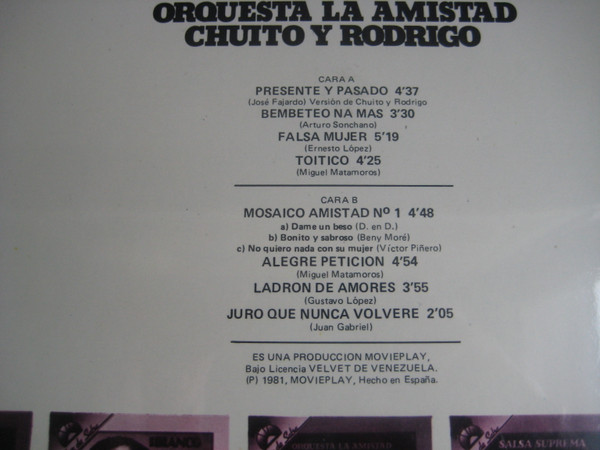 ORQUESTA LA AMISTAD
CHUITO Y RODRIGO
CARA A
PRESENTE Y PASADO 4'37
(José Fajardo) Versión de Chuito y Rodrigo
BEMBETEO NA MAS 3'30
(Arturo Sonchano)
FALSA MUJER 5'19
(Ernesto López)
TOITICO 4'25
(Miguel Matamoros)
CARA B
MOSAICO AMISTAD Nº 1 4'48
a) Dame un beso (D. en D.)
b) Bonito y sabroso (Beny Moré)
c) No quiero nada con su mujer (Víctor Piñero)
ALEGRE PETICION 4'54
(Miguel Matamoros)
LADRON DE AMORES 3'55
(Gustavo López)
JURO QUE NUNCA VOLVERE 2'05
(Juan Gabriel)
ES UNA PRODUCCION MOVIEPLAY,
Bajo Licencia VELVET DE VENEZUELA.
(P) 1981, MOVIEPLAY, Hecho en España.
ORQUESTA LA AMISTAD
SALSA SUPREMA